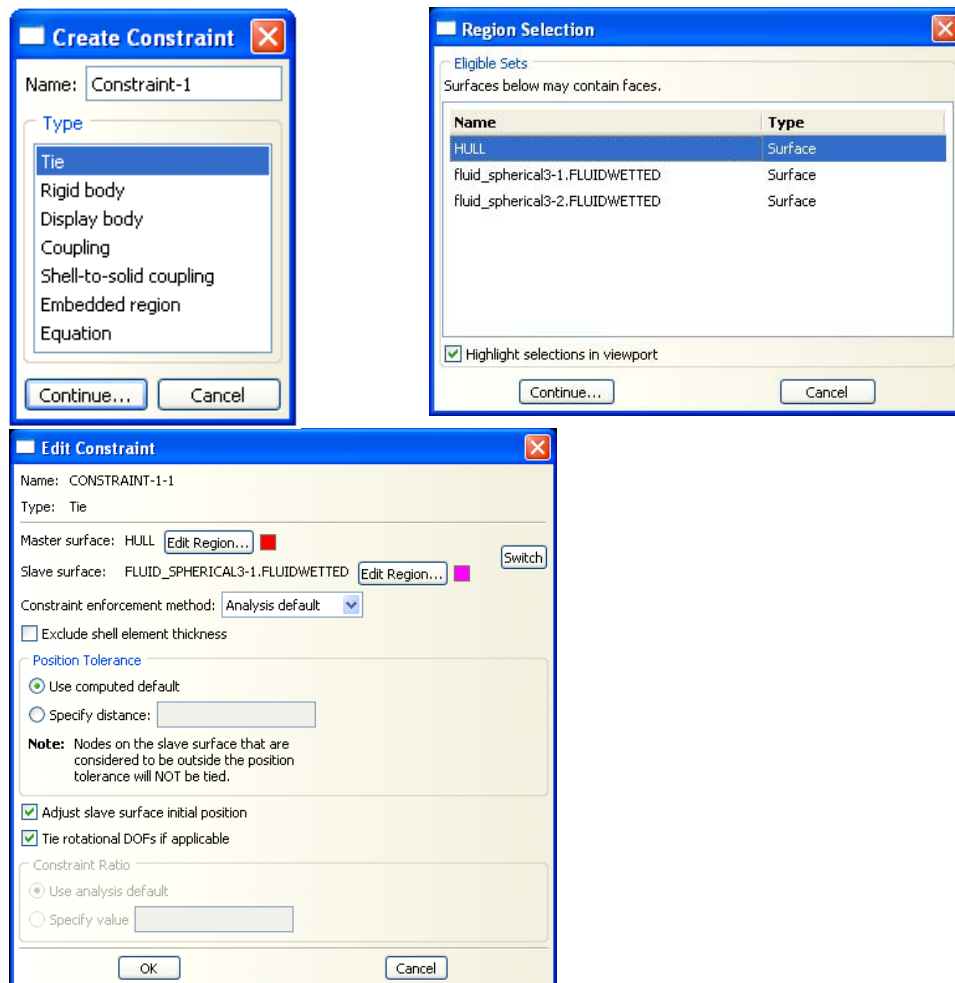 Create Constraint
Name: Constraint-1
Type
Tie
Rigid body
Display body
Coupling
Shell-to-solid coupling
Embedded region
Equation
Continue... Cancel
Region Selection
Eligible Sets
Surfaces below may contain faces.
Name Type
HULL Surface
fluid_spherical3-1.FLUIDWETTED Surface
fluid_spherical3-2.FLUIDWETTED Surface
Highlight selections in viewport
Continue... Cancel
Edit Constraint
Name: CONSTRAINT-1-1
Type: Tie
Master surface: HULL Edit Region...
Switch
Slave surface: FLUID_SPHERICAL3-1.FLUIDWETTED Edit Region...
Constraint enforcement method: Analysis default
Exclude shell element thickness
Position Tolerance
Use computed default
Specify distance:
Note: Nodes on the slave surface that are
considered to be outside the position
tolerance will NOT be tied.
Adjust slave surface initial position
Tie rotational DOFs if applicable
Constraint Ratio
Use analysis default
Specify value
OK Cancel